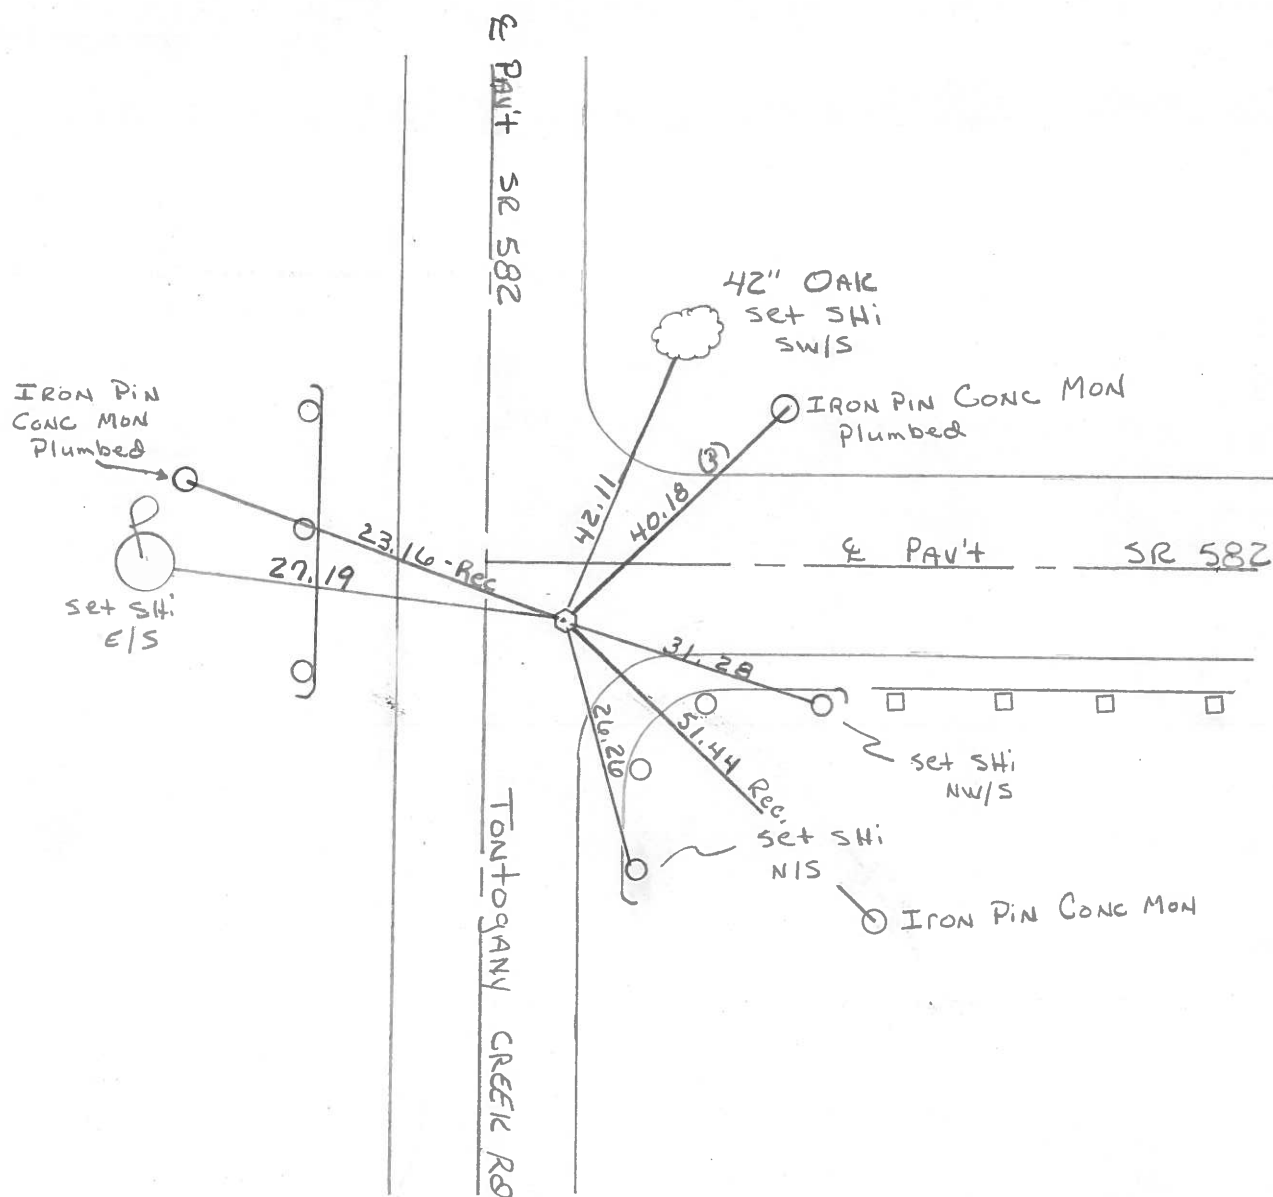 ℄ PAV't SR 582
42" OAK
set SHi
SW/S
IRON PiN
CONC MON
Plumbed
IRON PiN CONC MON
Plumbed
42.11
40.18 (P)
23.16 - Rec
27.19
℄ PAV't SR 582
set SHi
E/S
31.28
26.26
51.44 Rec.
set SHi
NW/S
set SHi
N/S
IRON PiN CONC MON
TONTOGANY CREEK RD